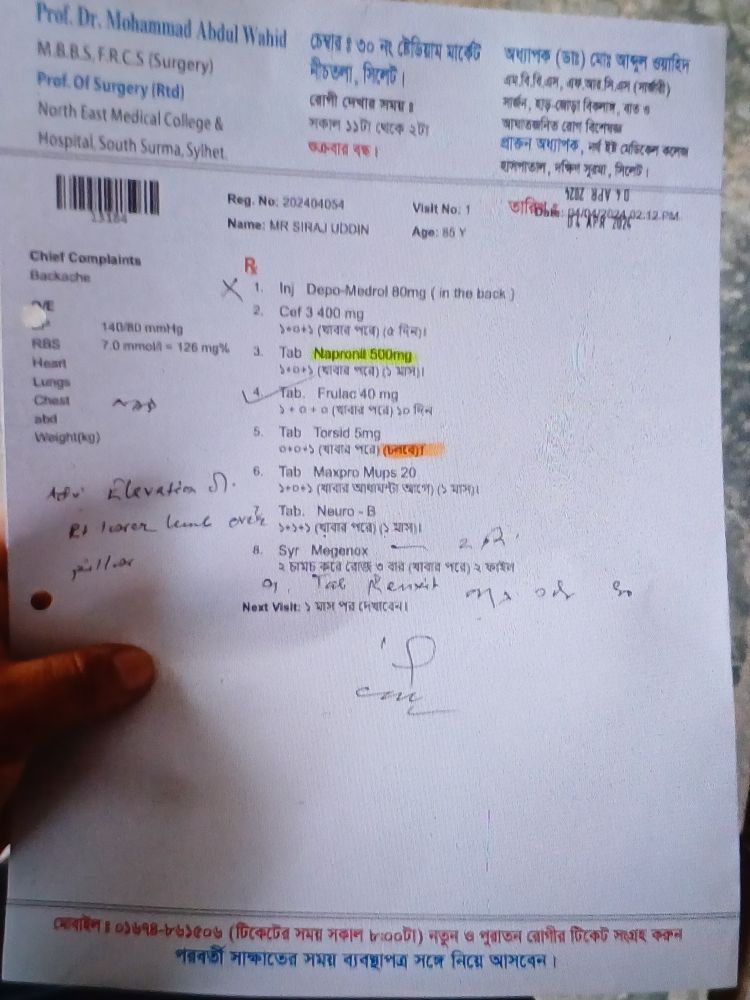 Prof. Dr. Mohammad Abdul Wahid
M.B.B.S, F.R.C.S (Surgery)
Prof. Of Surgery (Rtd)
North East Medical College &
Hospital, South Surma, Sylhet.
চেম্বার ঃ ৩০ নং ষ্টেডিয়াম মার্কেট
নীচতলা, সিলেট।
রোগী দেখার সময় ঃ
সকাল ১১টা থেকে ২টা
শুক্রবার বন্ধ।
অধ্যাপক (ডাঃ) মোঃ আব্দুল ওয়াহিদ
এম.বি.বি.এস, এফ.আর.সি.এস (সার্জারী)
সার্জন, হাড়-জোড়া বিকলাঙ্গ, বাত ও
আঘাতজনিত রোগ বিশেষজ্ঞ
প্রাক্তন অধ্যাপক, নর্থ ইষ্ট মেডিকেল কলেজ
হাসপাতাল, দক্ষিণ সুরমা, সিলেট।
04 APR 2024
13184
Reg. No: 202404054
Visit No: 1
Date: 04/04/2024 02:12 PM
04 APR 2024
Name: MR SIRAJ UDDIN
Age: 85 Y
Chief Complaints
Backache
O/E
140/80 mmHg
RBS 7.0 mmol/l = 126 mg%
Heart
Lungs
Chest NAD
abd
Weight(kg)
Adv: Elevation of
Rt lower limb over
pillow
Rx
1. Inj Depo-Medrol 80mg ( in the back )
2. Cef 3 400 mg
১+০+১ (খাবার পরে) (৫ দিন)।
3. Tab Napronil 500mg
১+০+১ (খাবার পরে) (১ মাস)।
4. Tab. Frulac 40 mg
১ + ০ + ০ (খাবার পরে) ১০ দিন
5. Tab Torsid 5mg
০+০+১ (খাবার পরে) (চলবে)।
6. Tab Maxpro Mups 20
১+০+১ (খাবার আধাঘন্টা আগে) (১ মাস)।
7. Tab. Neuro - B
১+১+১ (খাবার পরে) (১ মাস)।
8. Syr Megenox
২ চামচ করে রোজ ৩ বার (খাবার পরে) ২ ফাইল
9. Tab
Next Visit: ১ মাস পর দেখাবেন।
মোবাইল ঃ ০১৬৭৪-৮৬১৫০৬ (টিকেটের সময় সকাল ৮:০০টা) নতুন ও পুরাতন রোগীর টিকেট সংগ্রহ করুন
পরবর্তী সাক্ষাতের সময় ব্যবস্থাপত্র সঙ্গে নিয়ে আসবেন।